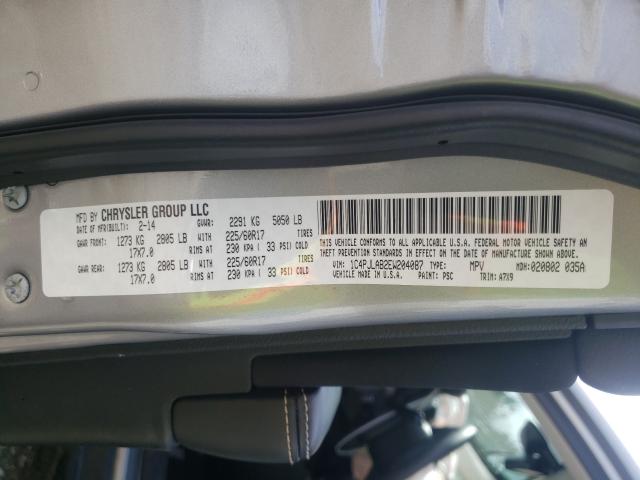 MFD BY CHRYSLER GROUP LLC
DATE OF MFR(BUILT): 2-14 GVWR: 2291 KG 5050 LB
GAWR FRONT: 1273 KG 2805 LB WITH 225/60R17 TIRES
17X7.0 RIMS AT 230 KPA ( 33 PSI) COLD
GAWR REAR: 1273 KG 2805 LB WITH 225/60R17 TIRES
17X7.0 RIMS AT 230 KPA ( 33 PSI) COLD
THIS VEHICLE CONFORMS TO ALL APPLICABLE U.S.A. FEDERAL MOTOR VEHICLE SAFETY AND
THEFT PREVENTION STANDARDS IN EFFECT ON THE DATE OF MANUFACTURE SHOWN ABOVE.
VIN: 1C4PJLAB2EW204087 TYPE: MPV MDH:020802 035A
VEHICLE MADE IN U.S.A. PAINT: PSC TRIM: A7X9